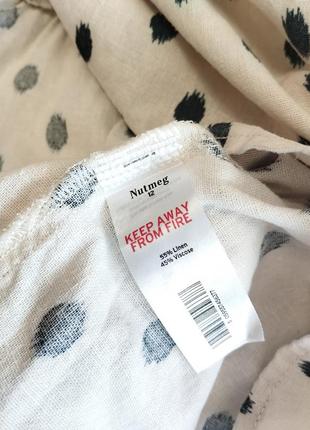 Nutmeg
12
KEEP AWAY
FROM FIRE
55% Linen
45% Viscose